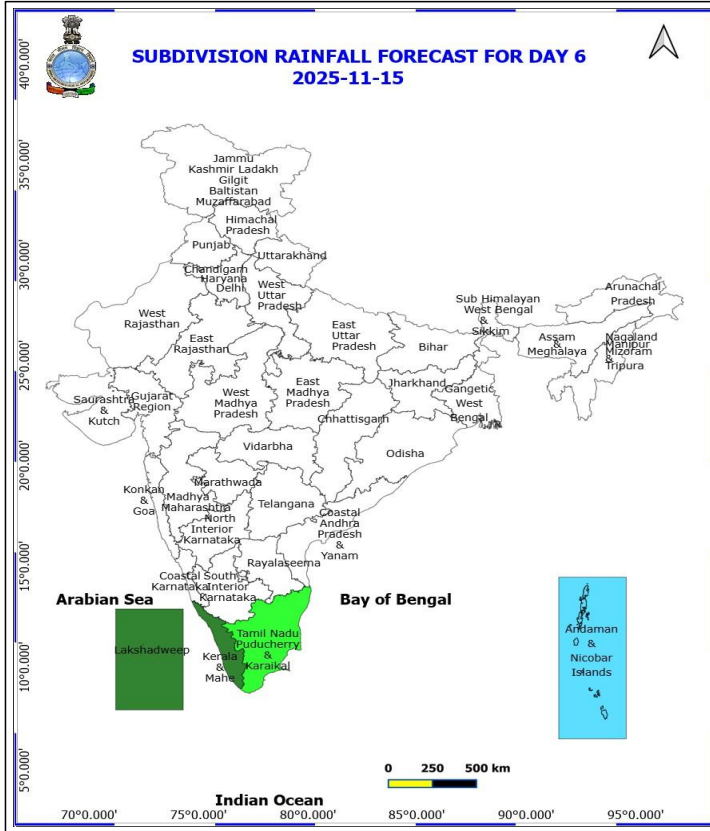 SUBDIVISION RAINFALL FORECAST FOR DAY 6
2025-11-15
40°0.000'
35°0.000'
30°0.000'
25°0.000'
20°0.000'
15°0.000'
10°0.000'
5°0.000'
Jammu
Kashmir Ladakh
Gilgit
Baltistan
Muzaffarabad
Himachal
Pradesh
Punjab
Uttarakhand
Chandigarh
Haryana
Delhi
West
Uttar
Pradesh
Arunachal
Pradesh
Sub Himalayan
West Bengal
&
Sikkim
West
Rajasthan
East
Rajasthan
East
Uttar
Pradesh
Bihar
Assam
&
Meghalaya
Nagaland
Manipur
Mizoram
&
Tripura
Saurashtra
&
Kutch
Gujarat
Region
West
Madhya
Pradesh
East
Madhya
Pradesh
Jharkhand
Gangetic
West
Bengal
Chhattisgarh
Vidarbha
Odisha
Konkan
&
Goa
Marathwada
Madhya
Maharashtra
Telangana
North
Interior
Karnataka
Coastal
Andhra
Pradesh
&
Yanam
Rayalaseema
Coastal
Karnataka
South
Interior
Karnataka
Arabian Sea
Bay of Bengal
Lakshadweep
Kerala
&
Mahe
Tamil Nadu
Puducherry
&
Karaikal
Andaman
&
Nicobar
Islands
0 250 500 km
Indian Ocean
70°0.000' 75°0.000' 80°0.000' 85°0.000' 90°0.000' 95°0.000'